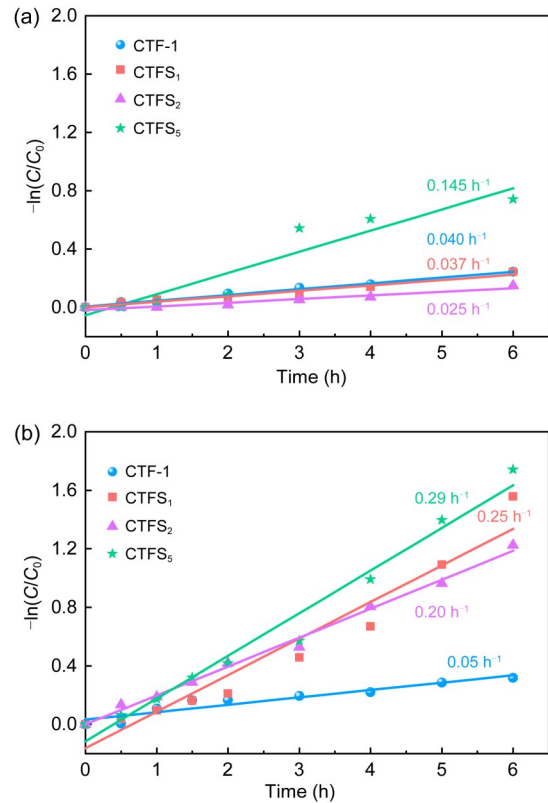 (a)
2.0
1.6
1.2
0.8
0.4
0.0
–ln(C/C₀)
CTF-1
CTFS₁
CTFS₂
CTFS₅
0.145 h⁻¹
0.040 h⁻¹
0.037 h⁻¹
0.025 h⁻¹
0 1 2 3 4 5 6
Time (h)
(b)
2.0
1.6
1.2
0.8
0.4
0.0
–ln(C/C₀)
CTF-1
CTFS₁
CTFS₂
CTFS₅
0.29 h⁻¹
0.25 h⁻¹
0.20 h⁻¹
0.05 h⁻¹
0 1 2 3 4 5 6
Time (h)